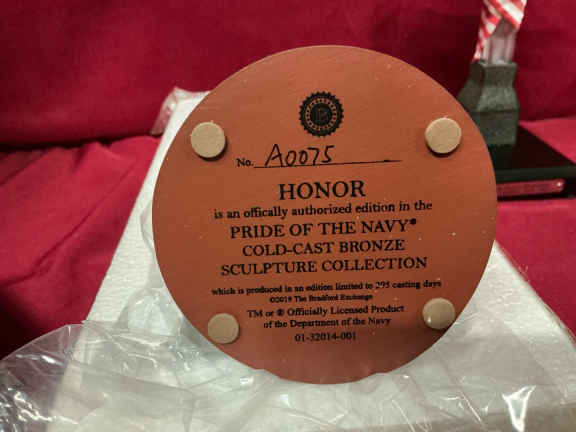 No. A0075
HONOR
is an offically authorized edition in the
PRIDE OF THE NAVY®
COLD-CAST BRONZE
SCULPTURE COLLECTION
which is produced in an edition limited to 295 casting days
©2019 The Bradford Exchange
TM or ® Officially Licensed Product
of the Department of the Navy
01-32014-001